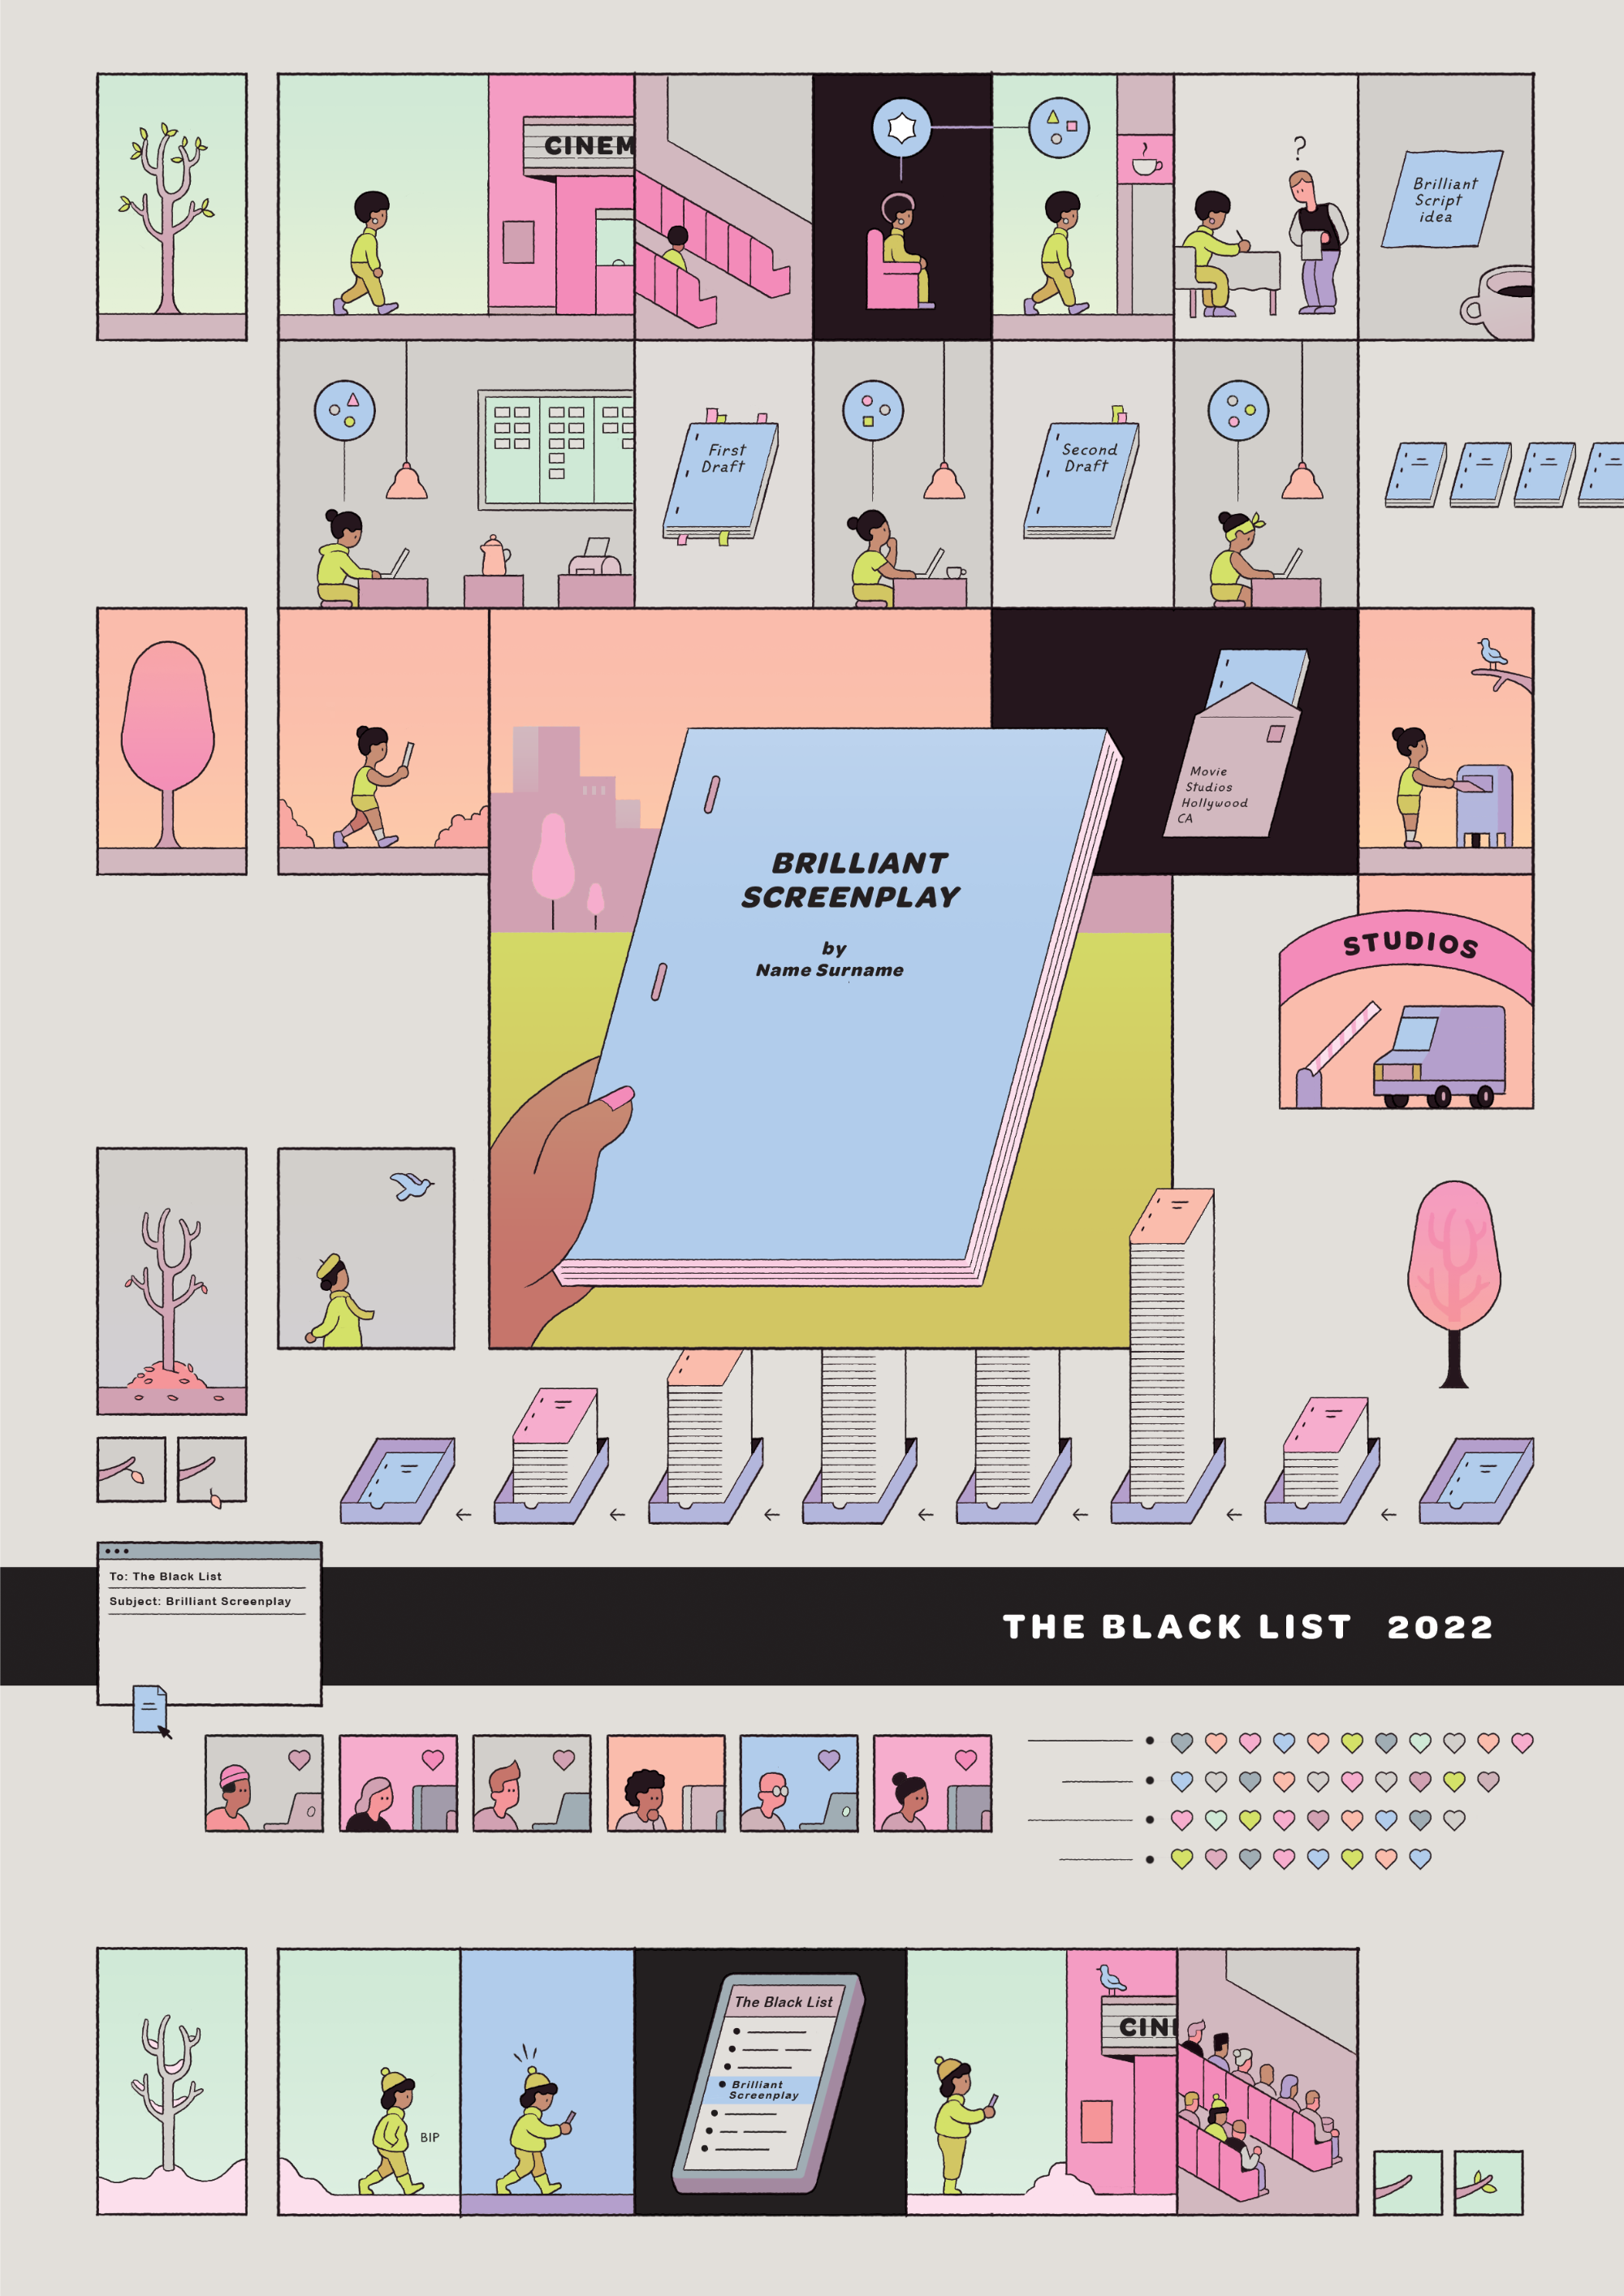 CINEM
?
Brilliant
Script
idea
First
Draft
Second
Draft
Movie
Studios
Hollywood
CA
BRILLIANT
SCREENPLAY
by
Name Surname
STUDIOS
To: The Black List
Subject: Brilliant Screenplay
THE BLACK LIST 2022
BIP
The Black List
Brilliant
Screenplay
CIN